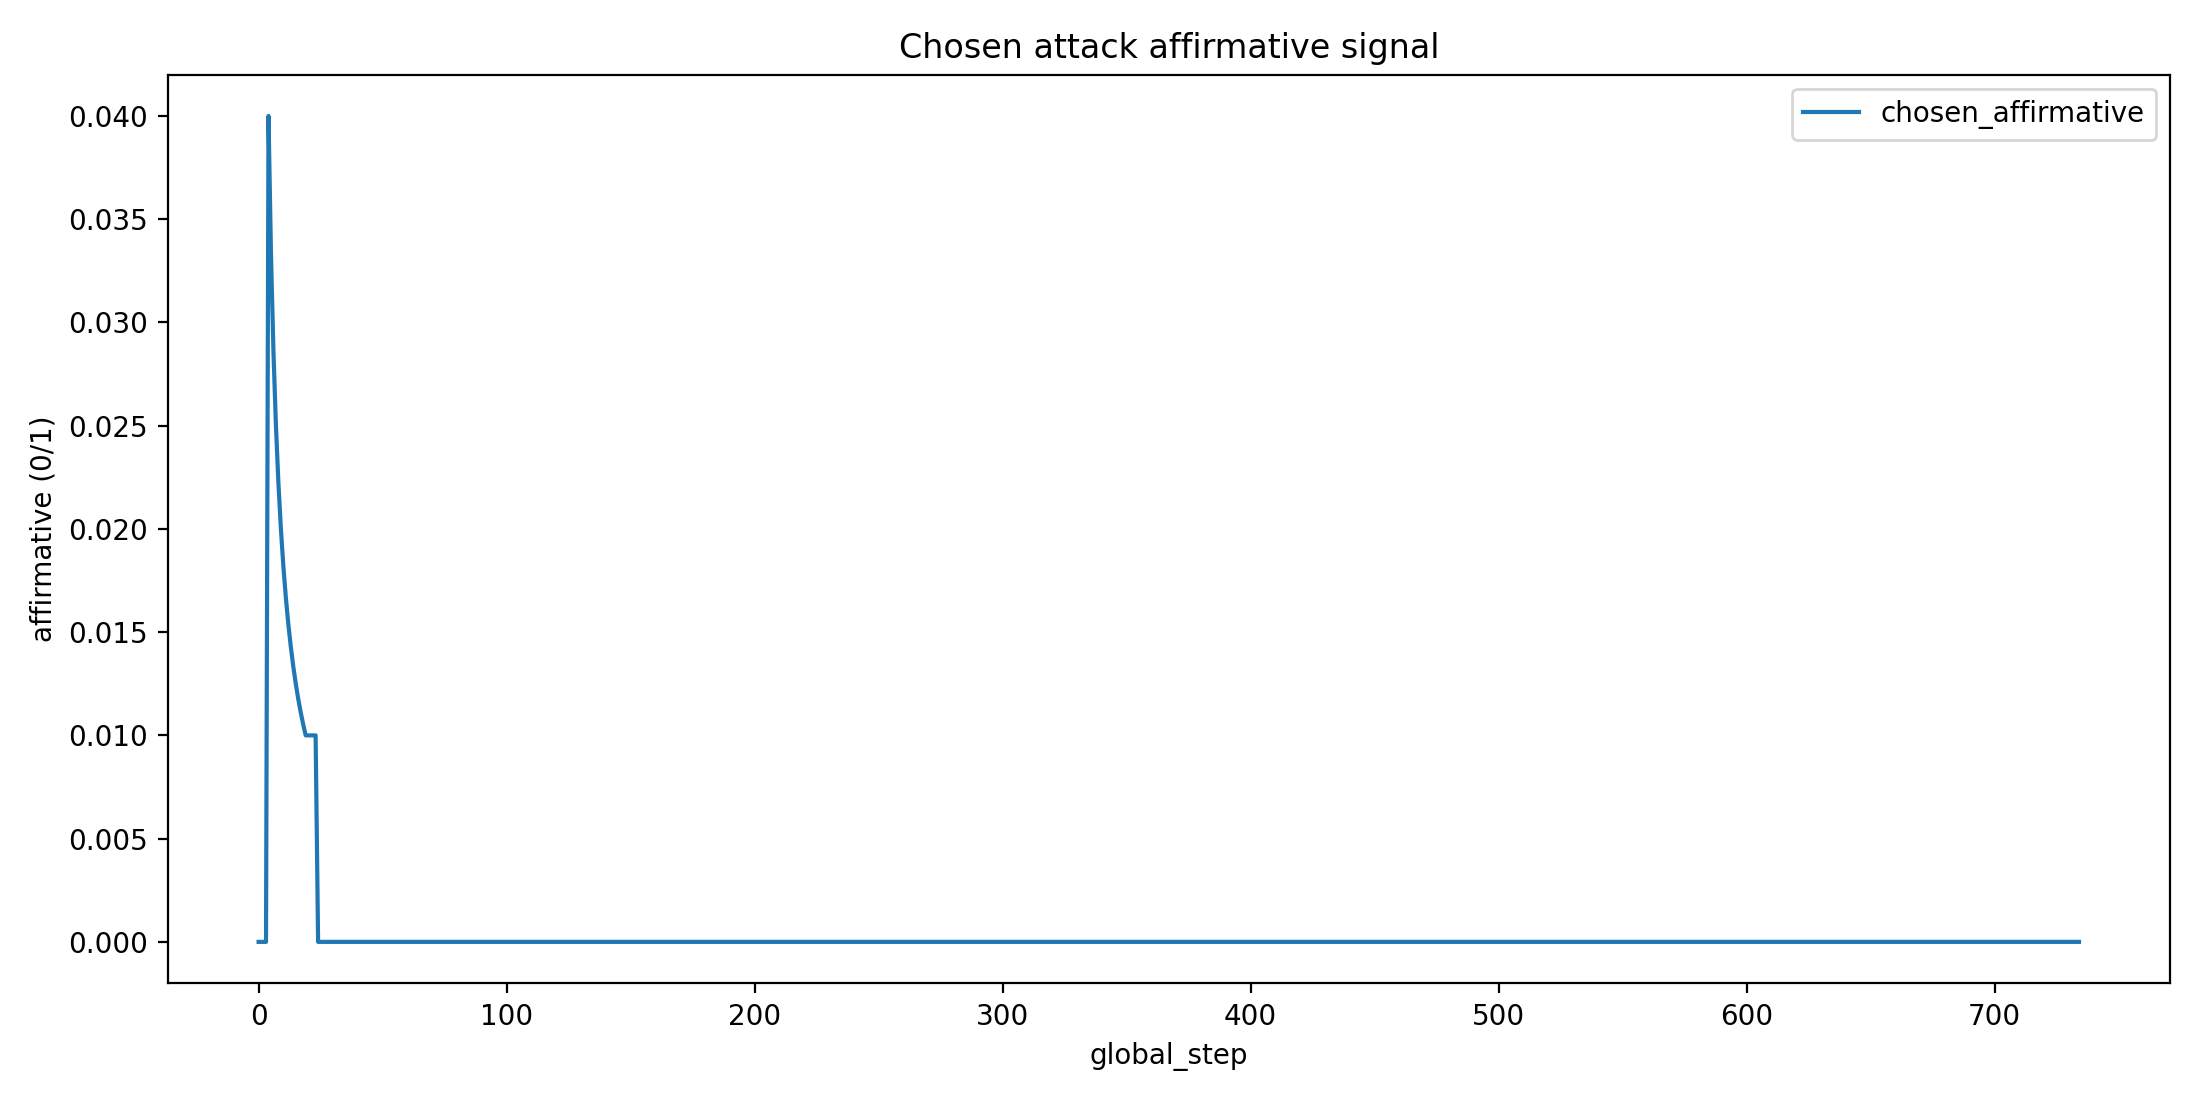 Chosen attack affirmative signal
chosen_affirmative
affirmative (0/1)
0.040
0.035
0.030
0.025
0.020
0.015
0.010
0.005
0.000
0 100 200 300 400 500 600 700
global_step